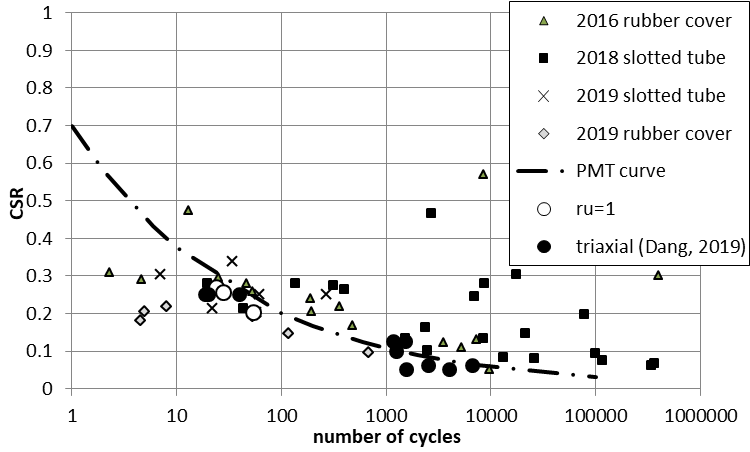 1
0.9
0.8
0.7
0.6
0.5
0.4
0.3
0.2
0.1
0
CSR
1
10
100
1000
10000
100000
1000000
number of cycles
2016 rubber cover
2018 slotted tube
2019 slotted tube
2019 rubber cover
PMT curve
ru=1
triaxial (Dang, 2019)